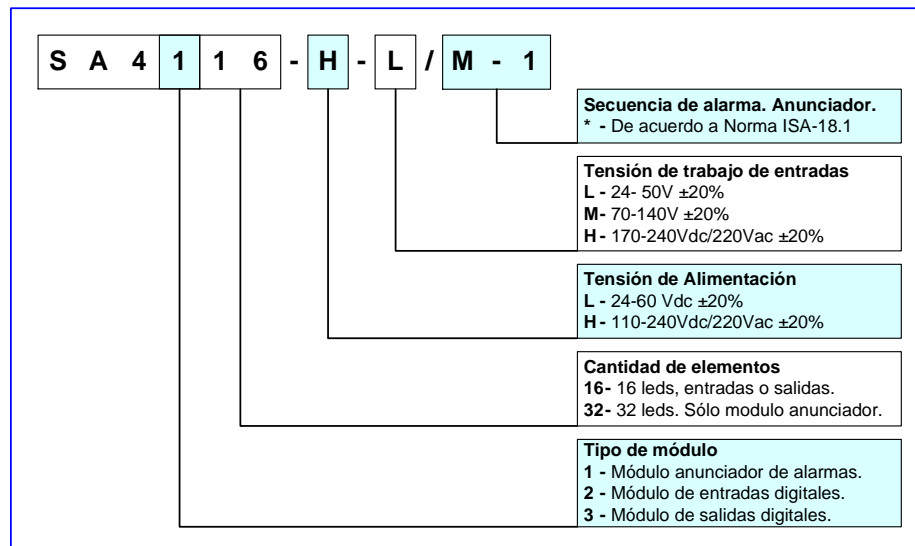 S A 4 1 1 6 - H - L / M - 1
Secuencia de alarma. Anunciador.
* - De acuerdo a Norma ISA-18.1
Tensión de trabajo de entradas
L - 24- 50V ±20%
M- 70-140V ±20%
H - 170-240Vdc/220Vac ±20%
Tensión de Alimentación
L - 24-60 Vdc ±20%
H - 110-240Vdc/220Vac ±20%
Cantidad de elementos
16- 16 leds, entradas o salidas.
32- 32 leds. Sólo modulo anunciador.
Tipo de módulo
1 - Módulo anunciador de alarmas.
2 - Módulo de entradas digitales.
3 - Módulo de salidas digitales.